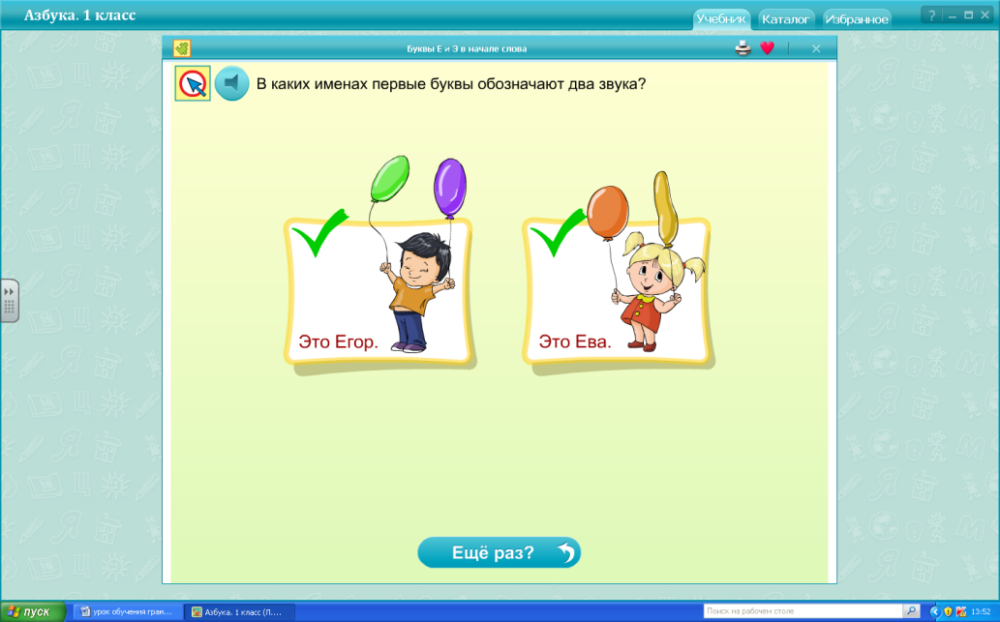 Азбука. 1 класс
Учебник Каталог Избранное ?
Буквы Е и Э в начале слова
В каких именах первые буквы обозначают два звука?
Это Егор. Это Ева.
Ещё раз?
пуск урок обучения грам... Азбука. 1 класс (Л.... Поиск на рабочем столе 13:52